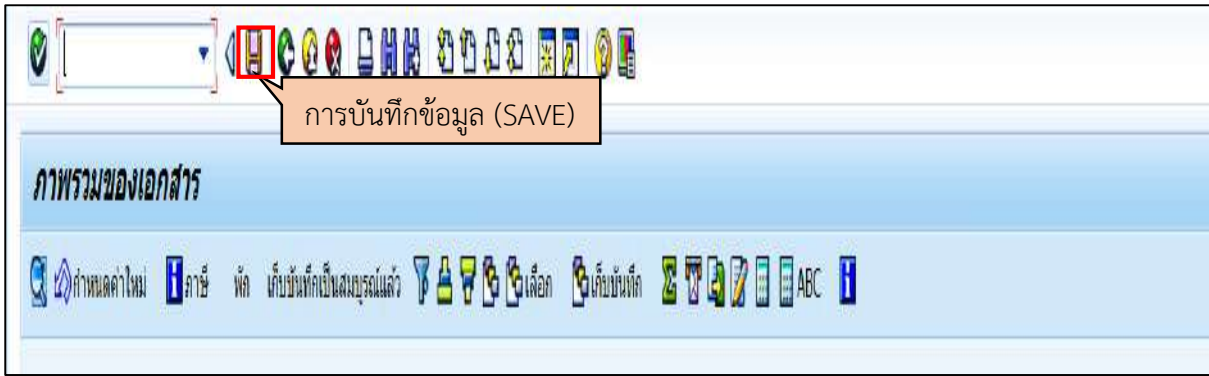 การบันทึกข้อมูล (SAVE)
ภาพรวมของเอกสาร
กำหนดค่าใหม่ ภาษี พัก เก็บบันทึกเป็นสมบูรณ์แล้ว เลือก เก็บบันทึก ABC